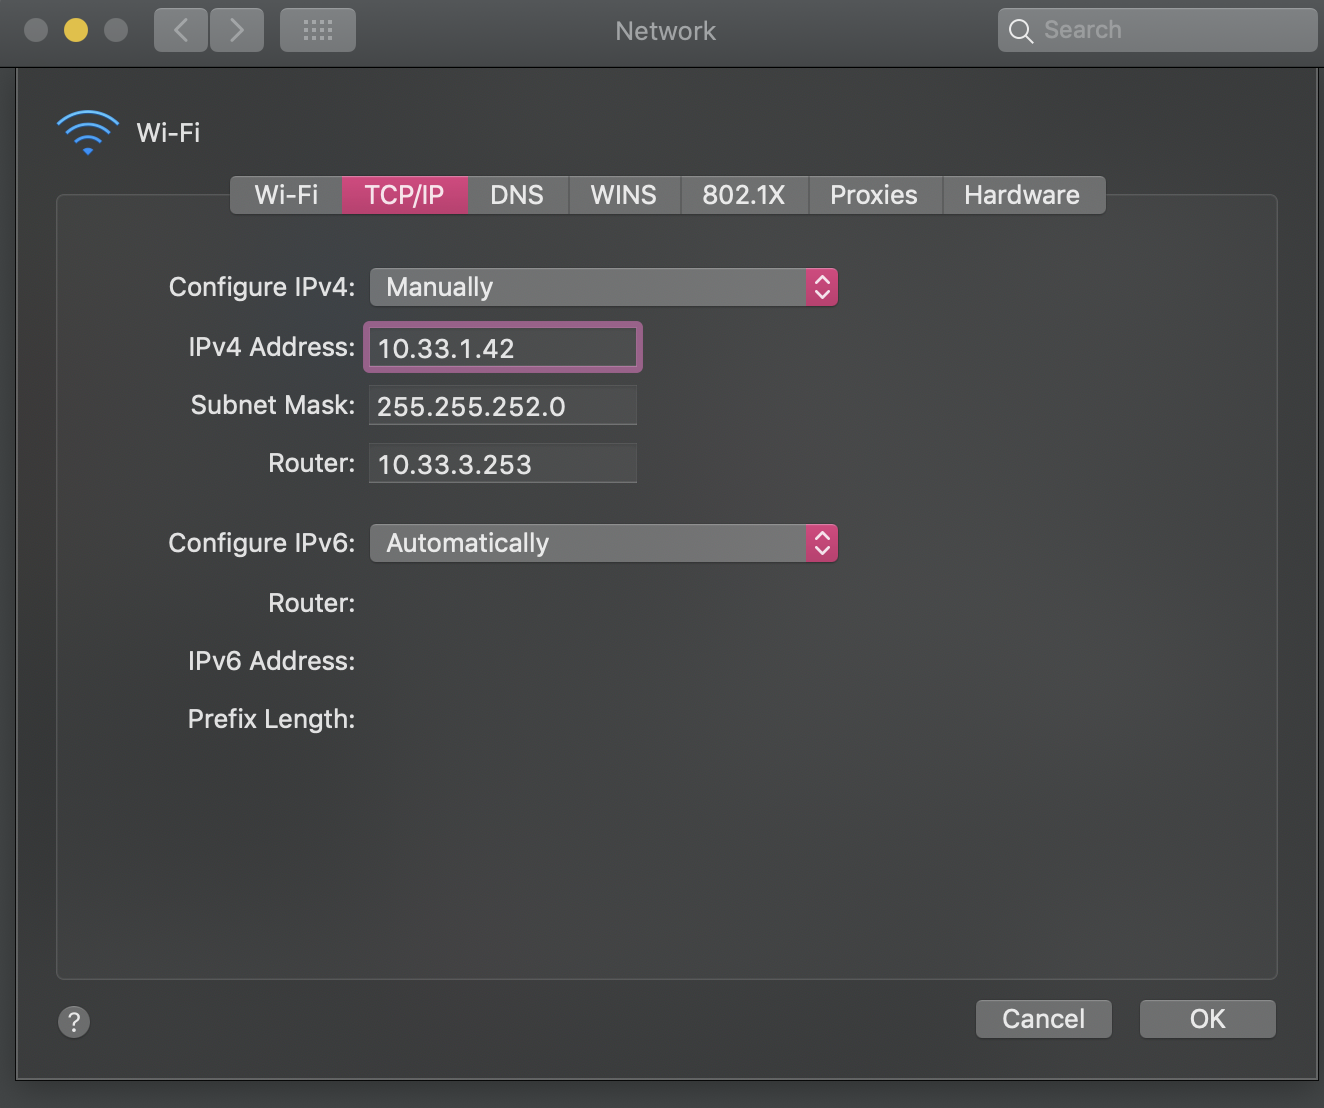 Network
Search
Wi-Fi
Wi-Fi TCP/IP DNS WINS 802.1X Proxies Hardware
Configure IPv4: Manually
IPv4 Address: 10.33.1.42
Subnet Mask: 255.255.252.0
Router: 10.33.3.253
Configure IPv6: Automatically
Router:
IPv6 Address:
Prefix Length:
? Cancel OK